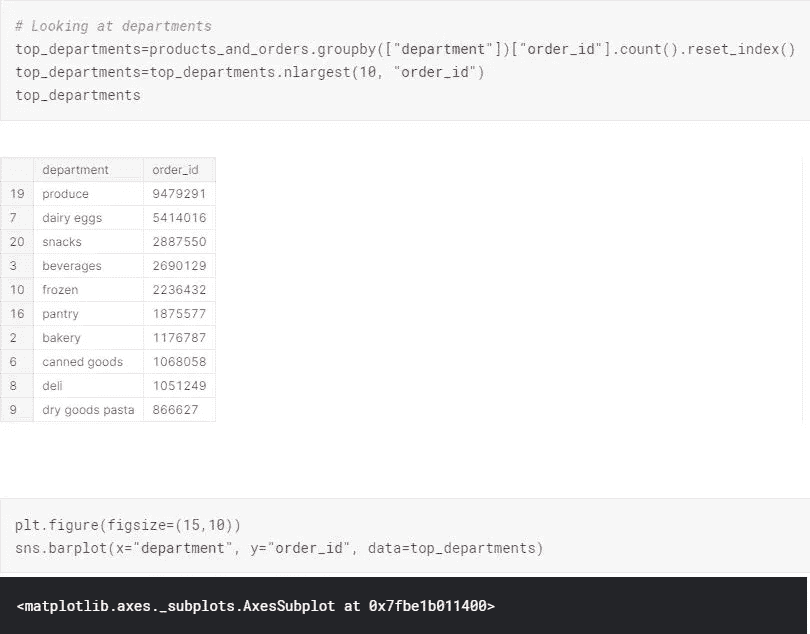 # Looking at departments
top_departments=products_and_orders.groupby(["department"])["order_id"].count().reset_index()
top_departments=top_departments.nlargest(10, "order_id")
top_departments
department order_id
19 produce 9479291
7 dairy eggs 5414016
20 snacks 2887550
3 beverages 2690129
10 frozen 2236432
16 pantry 1875577
2 bakery 1176787
6 canned goods 1068058
8 deli 1051249
9 dry goods pasta 866627
plt.figure(figsize=(15,10))
sns.barplot(x="department", y="order_id", data=top_departments)
<matplotlib.axes._subplots.AxesSubplot at 0x7fbe1b011400>